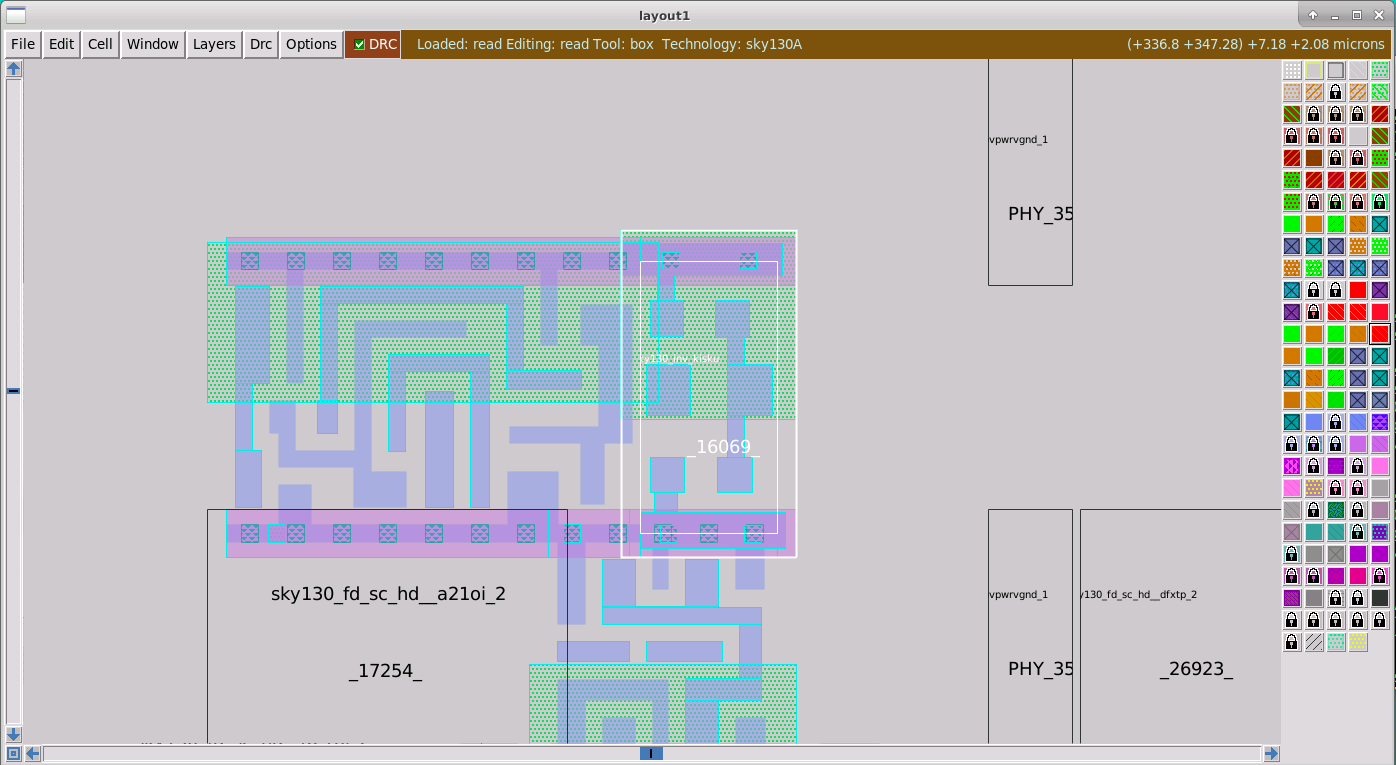 layout1
File Edit Cell Window Layers Drc Options DRC Loaded: read Editing: read Tool: box Technology: sky130A (+336.8 +347.28) +7.18 +2.08 microns
vpwrvgnd_1
PHY_35
_16069_
sky130_fd_sc_hd__a21oi_2
vpwrvgnd_1
y130_fd_sc_hd__dfxtp_2
_17254_
PHY_35
_26923_